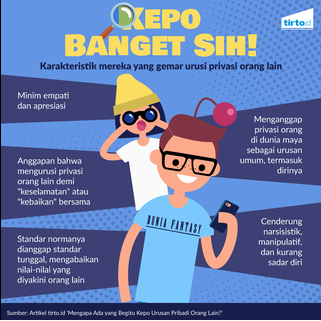 KEPO
BANGET SIH!
tirto.id
Karakteristik mereka yang gemar urusi privasi orang lain
Minim empati
dan apresiasi
Anggapan bahwa
mengurusi privasi
orang lain demi
"keselamatan" atau
"kebaikan" bersama
Standar normanya
dianggap standar
tunggal, mengabaikan
nilai-nilai yang
diyakini orang lain
Menganggap
privasi orang
di dunia maya
sebagai urusan
umum, termasuk
dirinya
Cenderung
narsisistik,
manipulatif,
dan kurang
sadar diri
DUNIA FANTASY
Sumber: Artikel tirto.id 'Mengapa Ada yang Begitu Kepo Urusan Pribadi Orang Lain?'